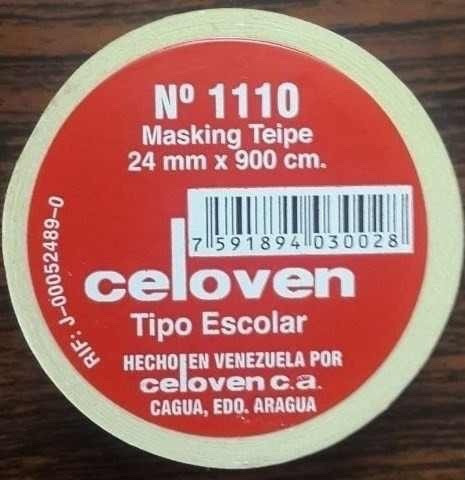 Nº 1110
Masking Teipe
24 mm x 900 cm.
7 591894 030028
celoven
Tipo Escolar
HECHO EN VENEZUELA POR
celoven c.a.
CAGUA, EDO. ARAGUA
RIF: J-00052489-0